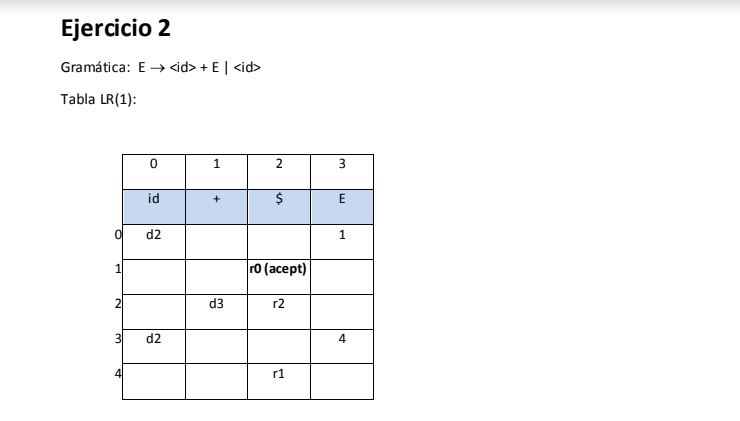 Ejercicio 2
Gramática: E → <id> + E | <id>
Tabla LR(1):
0 1 2 3
id + $ E
0 d2 1
1 r0 (acept)
2 d3 r2
3 d2 4
4 r1